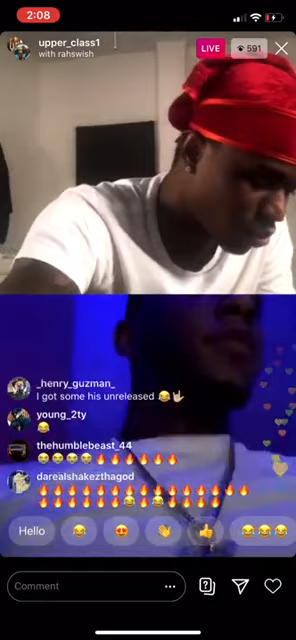 2:08
upper_class1
with rahswish
LIVE
591
_henry_guzman_
I got some his unreleased 😂🤟🏽
young_2ty
😂
thehumblebeast_44
😭😭😭😭🔥🔥🔥🔥🔥🔥
darealshakezthagod
Hello
Comment